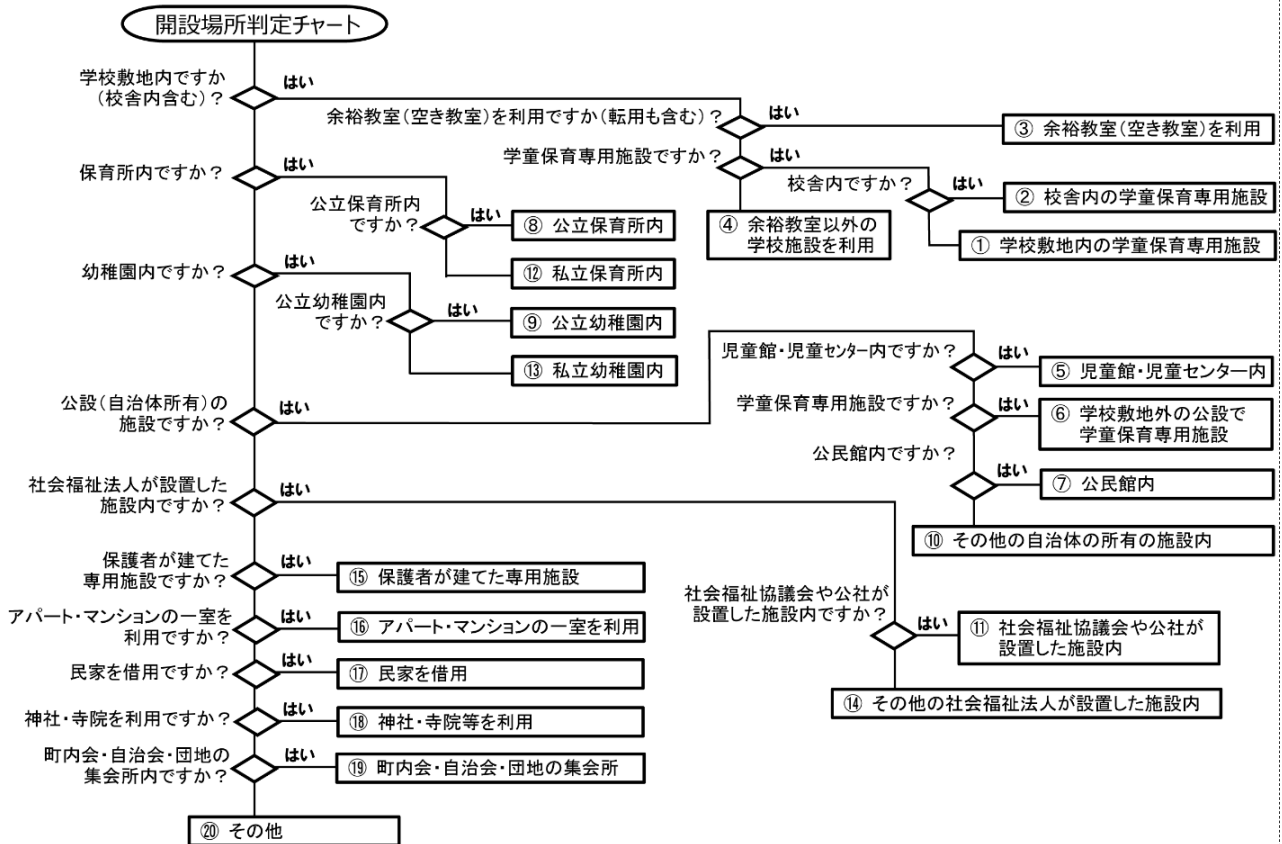 開設場所判定チャート
学校敷地内ですか
(校舎内含む)?
はい
余裕教室(空き教室)を利用ですか(転用も含む)?
はい
③ 余裕教室(空き教室)を利用
学童保育専用施設ですか?
はい
校舎内ですか?
はい
② 校舎内の学童保育専用施設
① 学校敷地内の学童保育専用施設
④ 余裕教室以外の
学校施設を利用
保育所内ですか?
はい
公立保育所内
ですか?
はい
⑧ 公立保育所内
⑫ 私立保育所内
幼稚園内ですか?
はい
公立幼稚園内
ですか?
はい
⑨ 公立幼稚園内
⑬ 私立幼稚園内
公設(自治体所有)の
施設ですか?
はい
児童館・児童センター内ですか?
はい
⑤ 児童館・児童センター内
学童保育専用施設ですか?
はい
⑥ 学校敷地外の公設で
学童保育専用施設
公民館内ですか?
はい
⑦ 公民館内
⑩ その他の自治体の所有の施設内
社会福祉法人が設置した
施設内ですか?
はい
社会福祉協議会や公社が
設置した施設内ですか?
はい
⑪ 社会福祉協議会や公社が
設置した施設内
⑭ その他の社会福祉法人が設置した施設内
保護者が建てた
専用施設ですか?
はい
⑮ 保護者が建てた専用施設
アパート・マンションの一室を
利用ですか?
はい
⑯ アパート・マンションの一室を利用
民家を借用ですか?
はい
⑰ 民家を借用
神社・寺院を利用ですか?
はい
⑱ 神社・寺院等を利用
町内会・自治会・団地の
集会所内ですか?
はい
⑲ 町内会・自治会・団地の集会所
⑳ その他